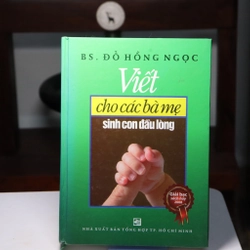 BS. ĐỖ HỒNG NGỌC
Viết
cho các bà mẹ
sinh con đầu lòng
NHÀ XUẤT BẢN TỔNG HỢP TP. HỒ CHÍ MINH